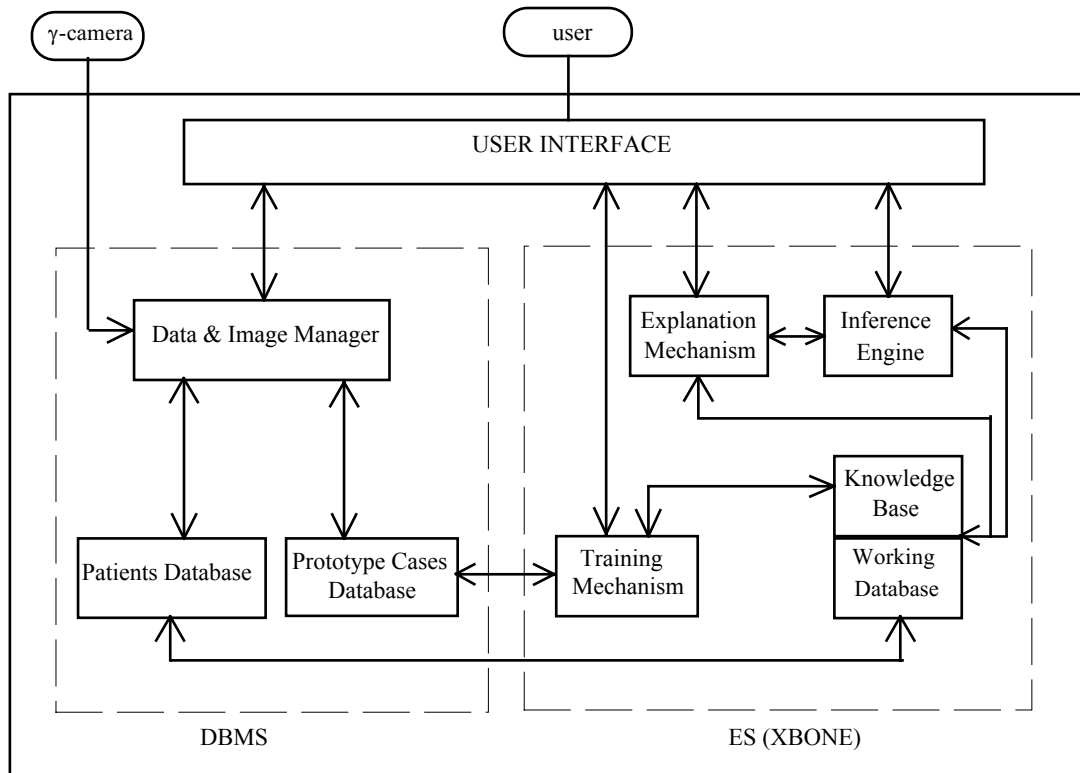 γ-camera
user
USER INTERFACE
Data & Image Manager
Explanation
Mechanism
Inference
Engine
Patients Database
Prototype Cases
Database
Training
Mechanism
Knowledge
Base
Working
Database
DBMS
ES (XBONE)